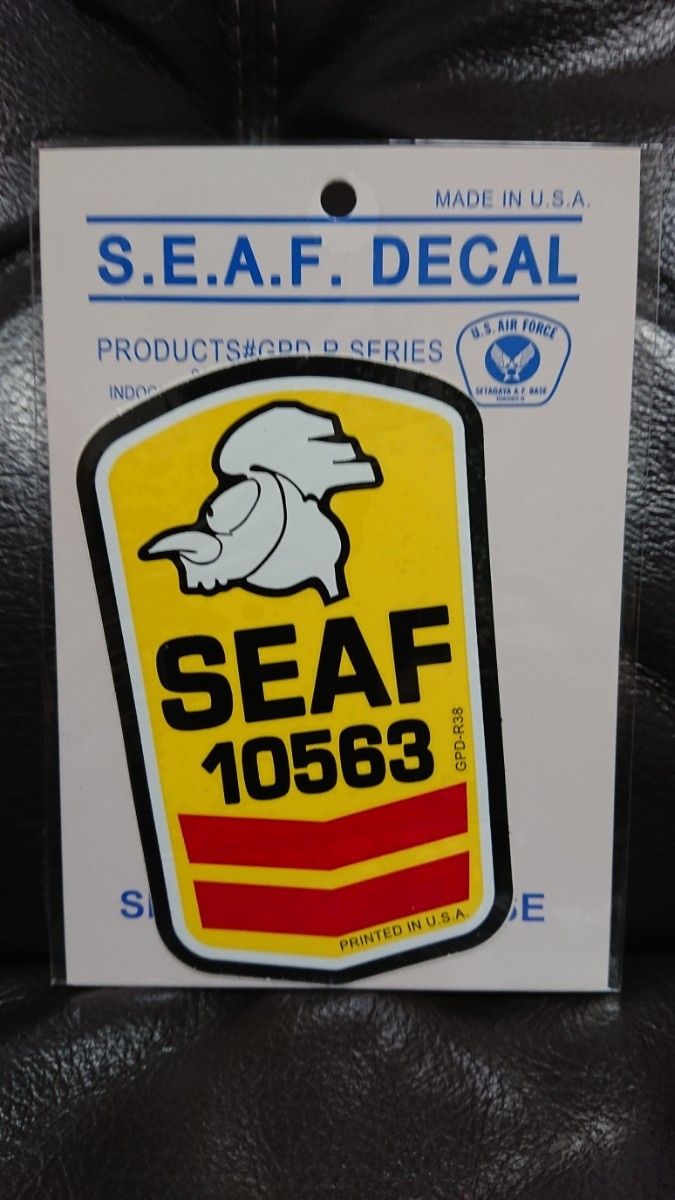 MADE IN U.S.A.
S.E.A.F. DECAL
PRODUCTS#GPD-R SERIES
U.S. AIR FORCE
SETAGAYA A.F. BASE
SEAF
10563
GPD-R38
PRINTED IN U.S.A.